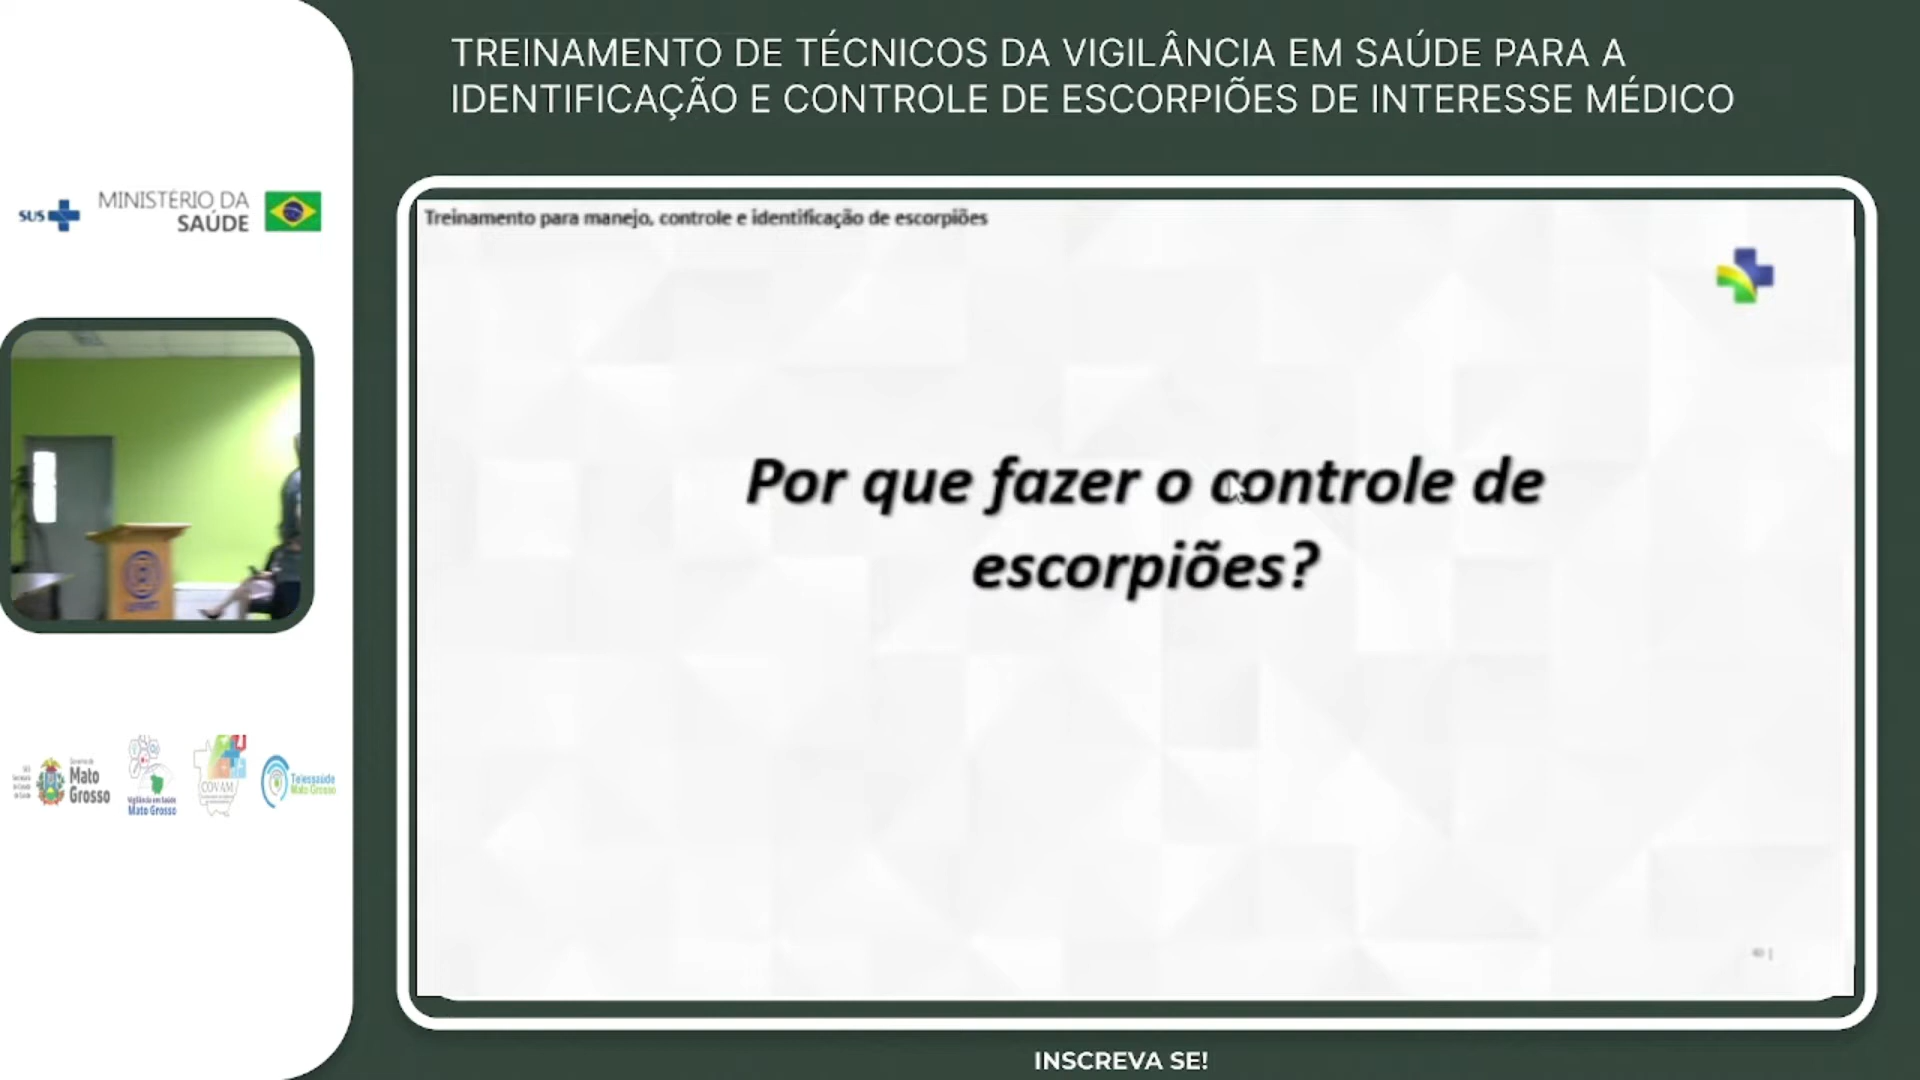 TREINAMENTO DE TÉCNICOS DA VIGILÂNCIA EM SAÚDE PARA A
IDENTIFICAÇÃO E CONTROLE DE ESCORPIÕES DE INTERESSE MÉDICO
SUS
MINISTÉRIO DA
SAÚDE
Treinamento para manejo, controle e identificação de escorpiões
Por que fazer o controle de
escorpiões?
Mato
Grosso
Vigilância em Saúde
Mato Grosso
COVAM
Telessaúde
Mato Grosso
INSCREVA SE!